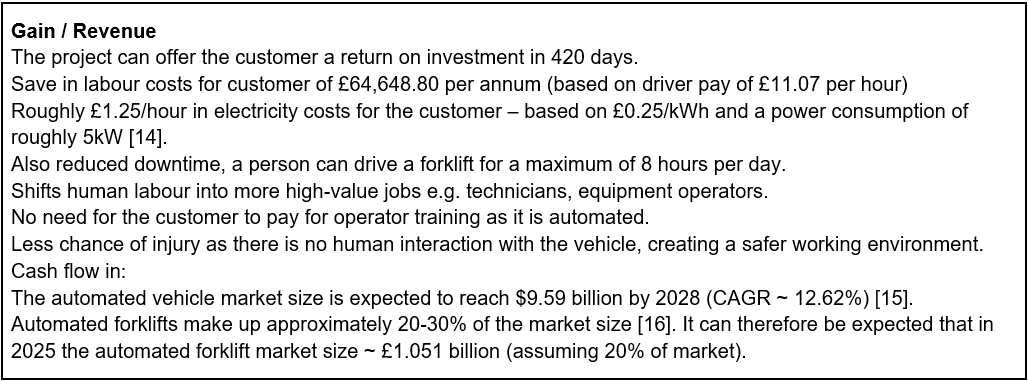 Gain / Revenue
The project can offer the customer a return on investment in 420 days.
Save in labour costs for customer of £64,648.80 per annum (based on driver pay of £11.07 per hour)
Roughly £1.25/hour in electricity costs for the customer – based on £0.25/kWh and a power consumption of
roughly 5kW [14].
Also reduced downtime, a person can drive a forklift for a maximum of 8 hours per day.
Shifts human labour into more high-value jobs e.g. technicians, equipment operators.
No need for the customer to pay for operator training as it is automated.
Less chance of injury as there is no human interaction with the vehicle, creating a safer working environment.
Cash flow in:
The automated vehicle market size is expected to reach $9.59 billion by 2028 (CAGR ~ 12.62%) [15].
Automated forklifts make up approximately 20-30% of the market size [16]. It can therefore be expected that in
2025 the automated forklift market size ~ £1.051 billion (assuming 20% of market).